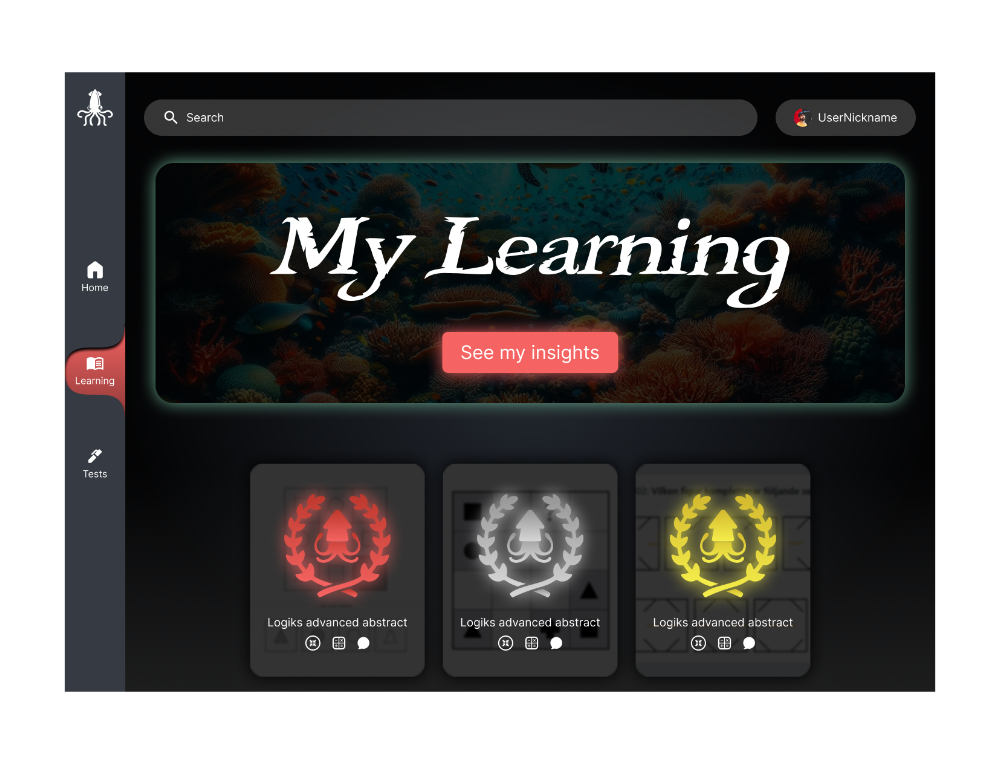 Search
UserNickname
My Learning
See my insights
Home
Learning
Tests
Logiks advanced abstract
Logiks advanced abstract
Logiks advanced abstract